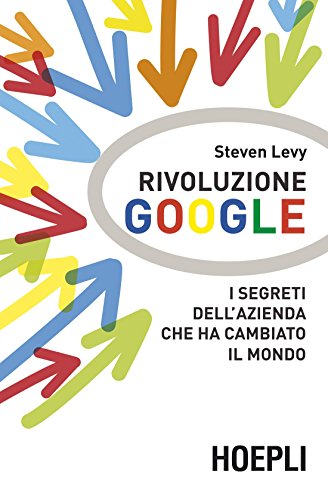 Steven Levy
RIVOLUZIONE
GOOGLE
I SEGRETI
DELL'AZIENDA
CHE HA CAMBIATO
IL MONDO
HOEPLI